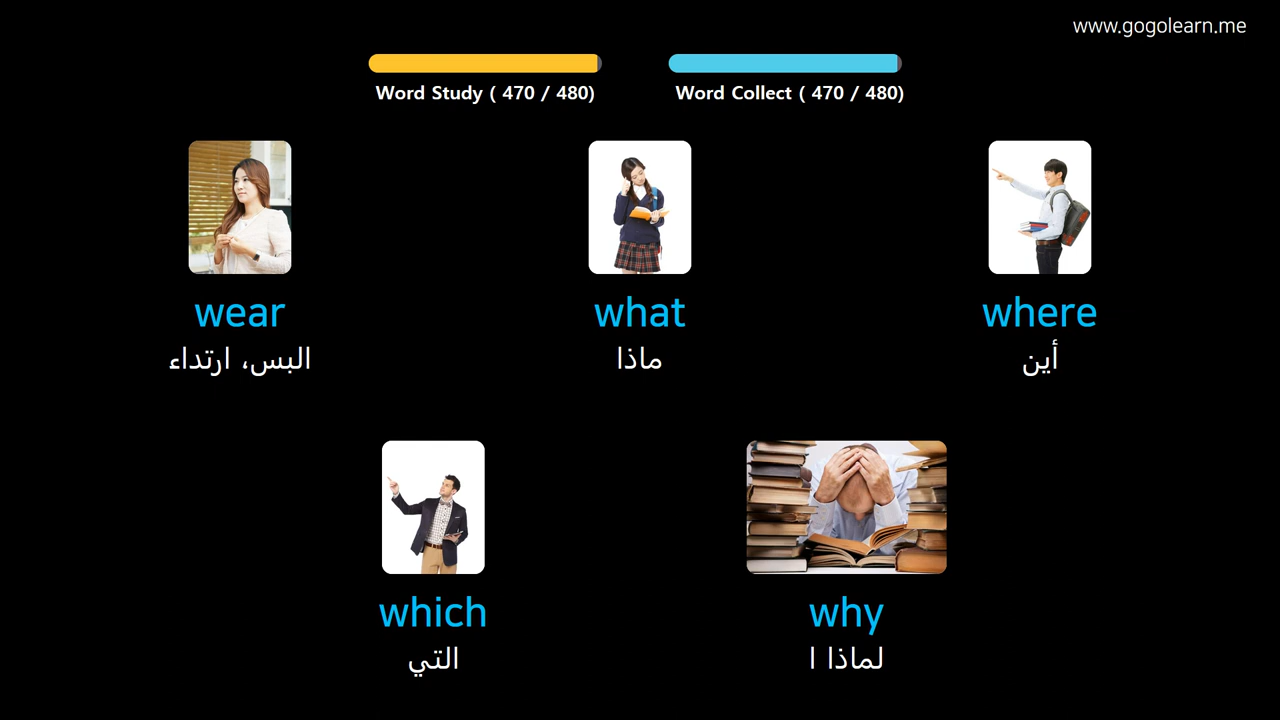 www.gogolearn.me
Word Study ( 470 / 480)
Word Collect ( 470 / 480)
wear
البس، ارتداء
what
ماذا
where
أين
which
التي
why
لماذا ا